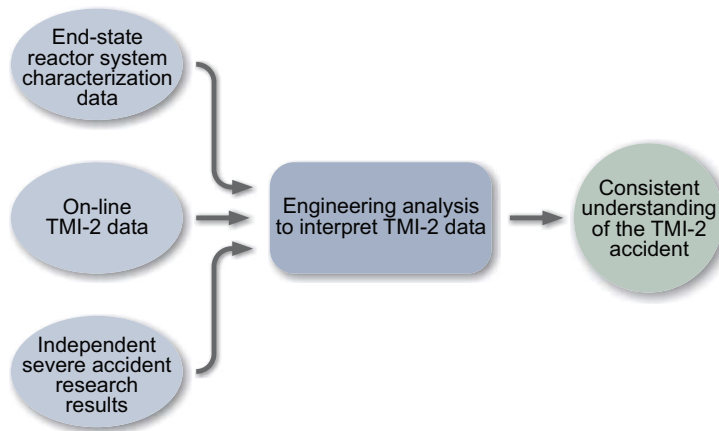 End-state
reactor system
characterization
data
On-line
TMI-2 data
Independent
severe accident
research
results
Engineering analysis
to interpret TMI-2 data
Consistent
understanding
of the TMI-2
accident